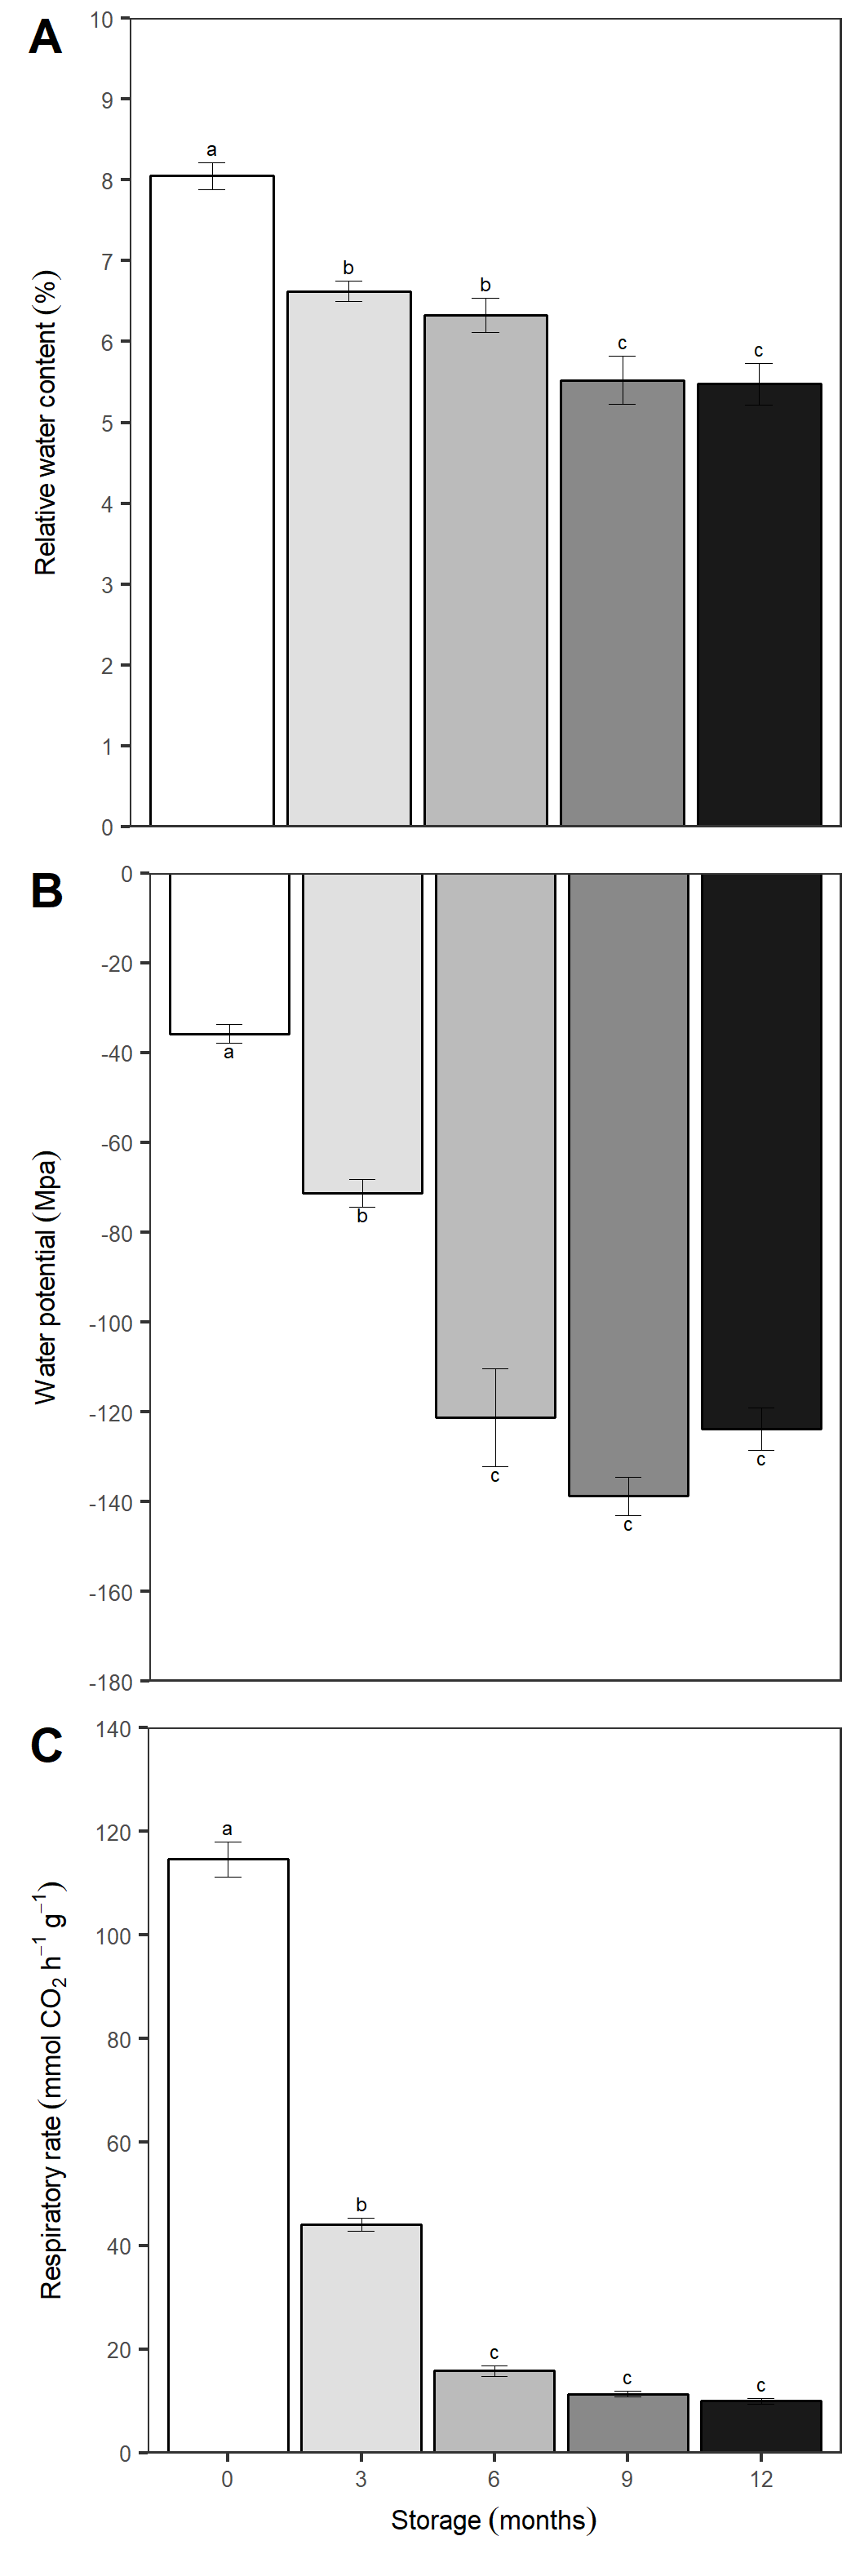 A
Relative water content (%)
10
9
8
7
6
5
4
3
2
1
0
a
b
b
c
c
B
Water potential (Mpa)
0
-20
-40
-60
-80
-100
-120
-140
-160
-180
a
b
c
c
c
C
Respiratory rate (mmol CO₂ h⁻¹ g⁻¹)
140
120
100
80
60
40
20
0
a
b
c
c
c
0 3 6 9 12
Storage (months)